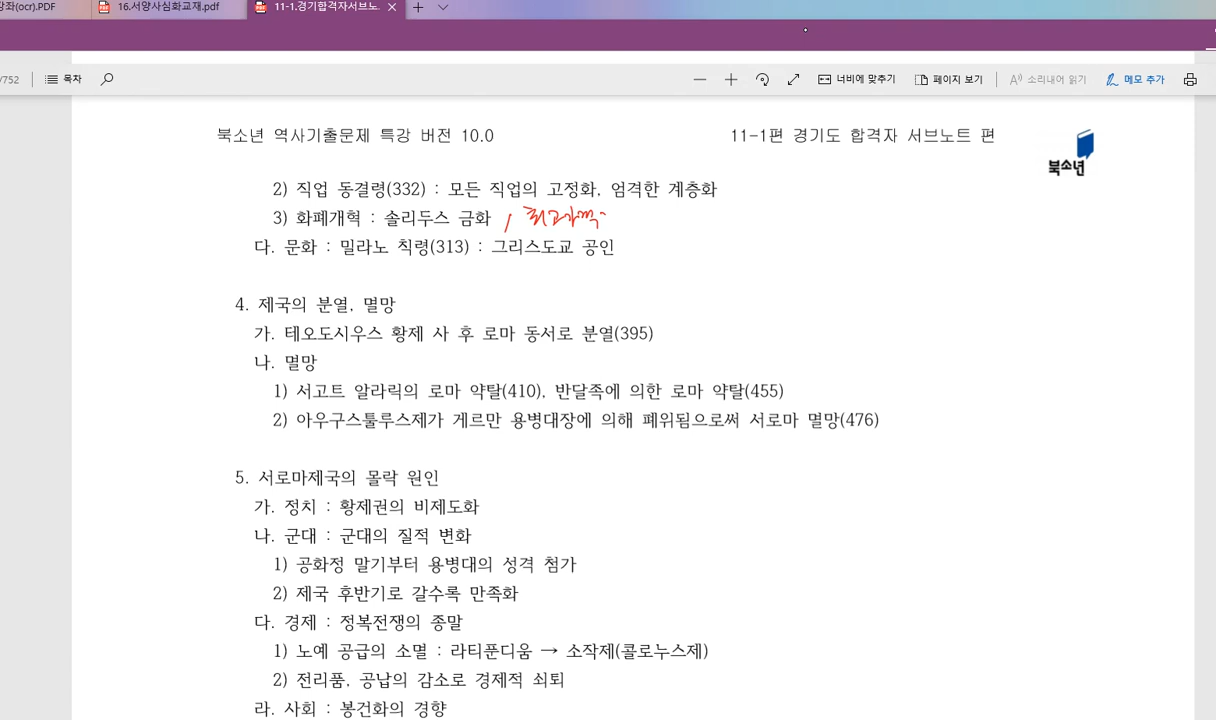 강좌(ocr).PDF
16.서양사심화교재.pdf
11-1.경기합격자서브노.
/752
목차
너비에 맞추기
페이지 보기
소리내어 읽기
메모 추가
북소년 역사기출문제 특강 버전 10.0
11-1편 경기도 합격자 서브노트 편
북소년
2) 직업 동결령(332) : 모든 직업의 고정화, 엄격한 계층화
3) 화폐개혁 : 솔리두스 금화
다. 문화 : 밀라노 칙령(313) : 그리스도교 공인
4. 제국의 분열, 멸망
가. 테오도시우스 황제 사 후 로마 동서로 분열(395)
나. 멸망
1) 서고트 알라릭의 로마 약탈(410), 반달족에 의한 로마 약탈(455)
2) 아우구스툴루스제가 게르만 용병대장에 의해 폐위됨으로써 서로마 멸망(476)
5. 서로마제국의 몰락 원인
가. 정치 : 황제권의 비제도화
나. 군대 : 군대의 질적 변화
1) 공화정 말기부터 용병대의 성격 첨가
2) 제국 후반기로 갈수록 만족화
다. 경제 : 정복전쟁의 종말
1) 노예 공급의 소멸 : 라티푼디움 → 소작제(콜로누스제)
2) 전리품, 공납의 감소로 경제적 쇠퇴
라. 사회 : 봉건화의 경향